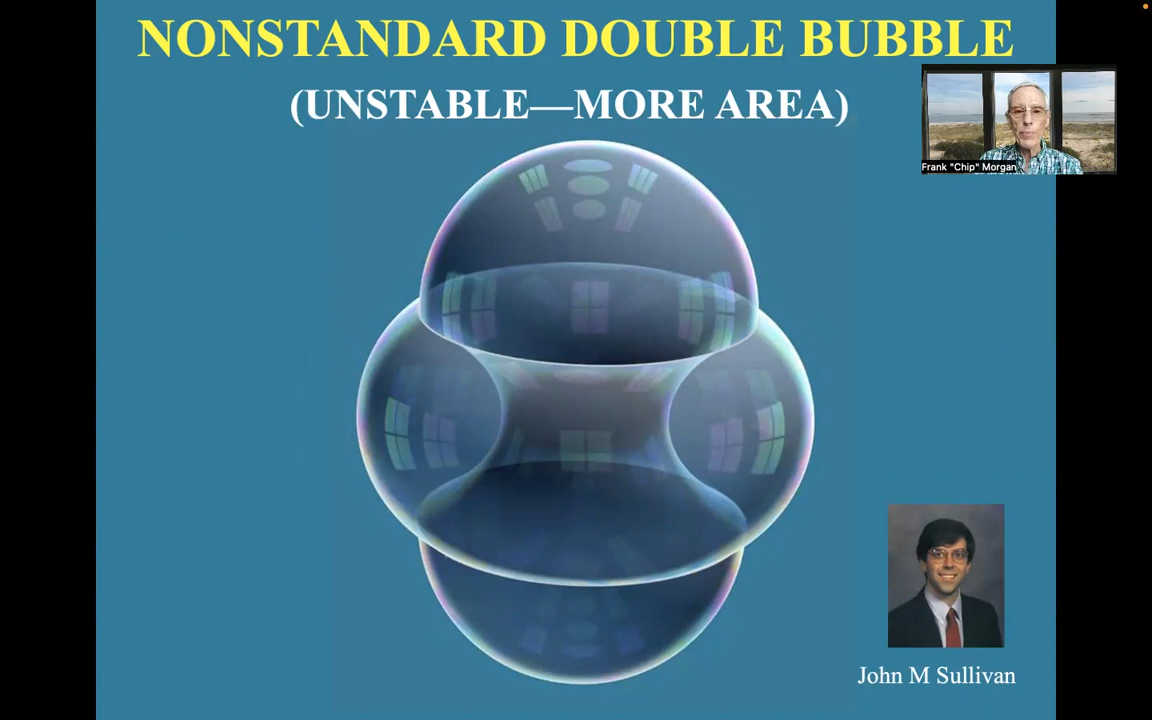 NONSTANDARD DOUBLE BUBBLE
(UNSTABLE—MORE AREA)
Frank "Chip" Morgan
John M Sullivan